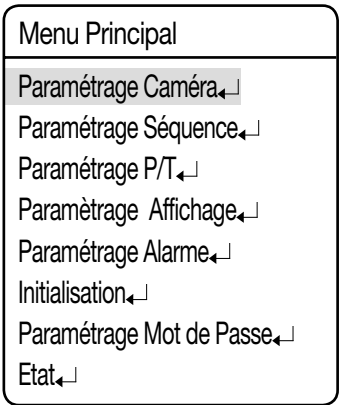 Menu Principal
Paramétrage Caméra↵
Paramétrage Séquence↵
Paramétrage P/T↵
Paramètrage Affichage↵
Paramétrage Alarme↵
Initialisation↵
Paramétrage Mot de Passe↵
Etat↵